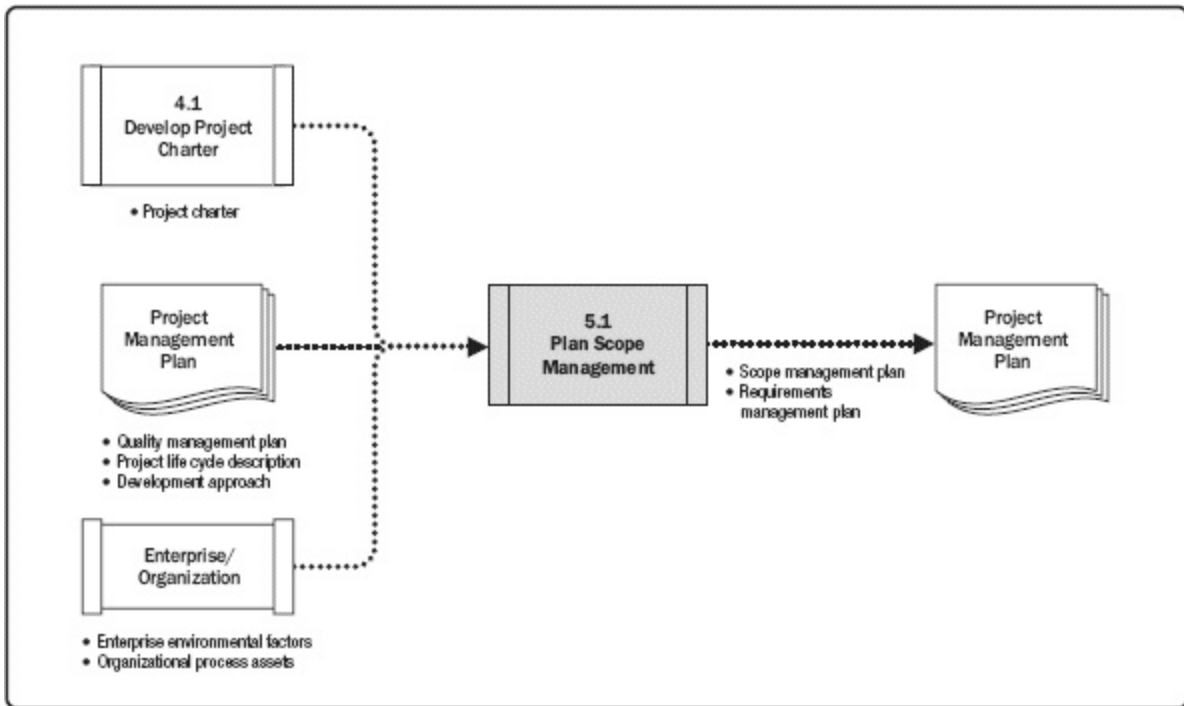 4.1
Develop Project
Charter
• Project charter
Project
Management
Plan
• Quality management plan
• Project life cycle description
• Development approach
Enterprise/
Organization
• Enterprise environmental factors
• Organizational process assets
5.1
Plan Scope
Management
• Scope management plan
• Requirements
management plan
Project
Management
Plan